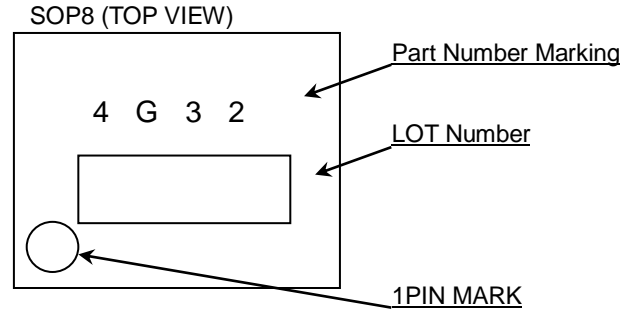 SOP8 (TOP VIEW)
Part Number Marking
4 G 3 2
LOT Number
1PIN MARK